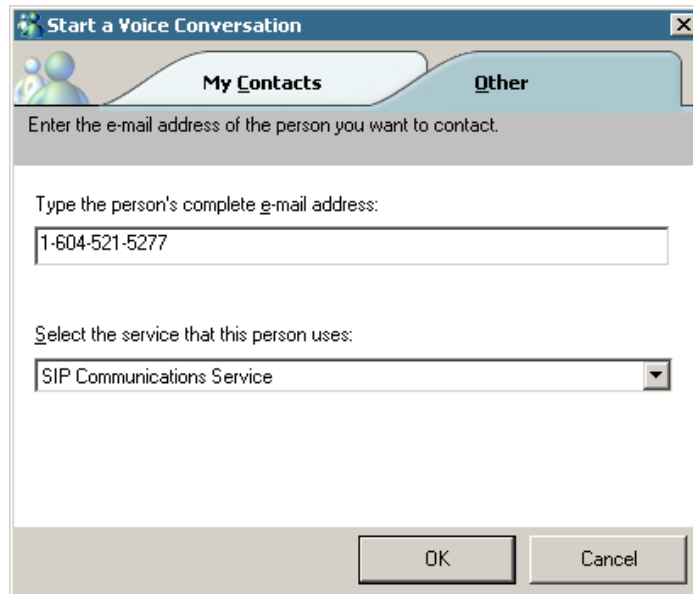 Start a Voice Conversation
My Contacts
Other
Enter the e-mail address of the person you want to contact.
Type the person's complete e-mail address:
1-604-521-5277
Select the service that this person uses:
SIP Communications Service
OK
Cancel